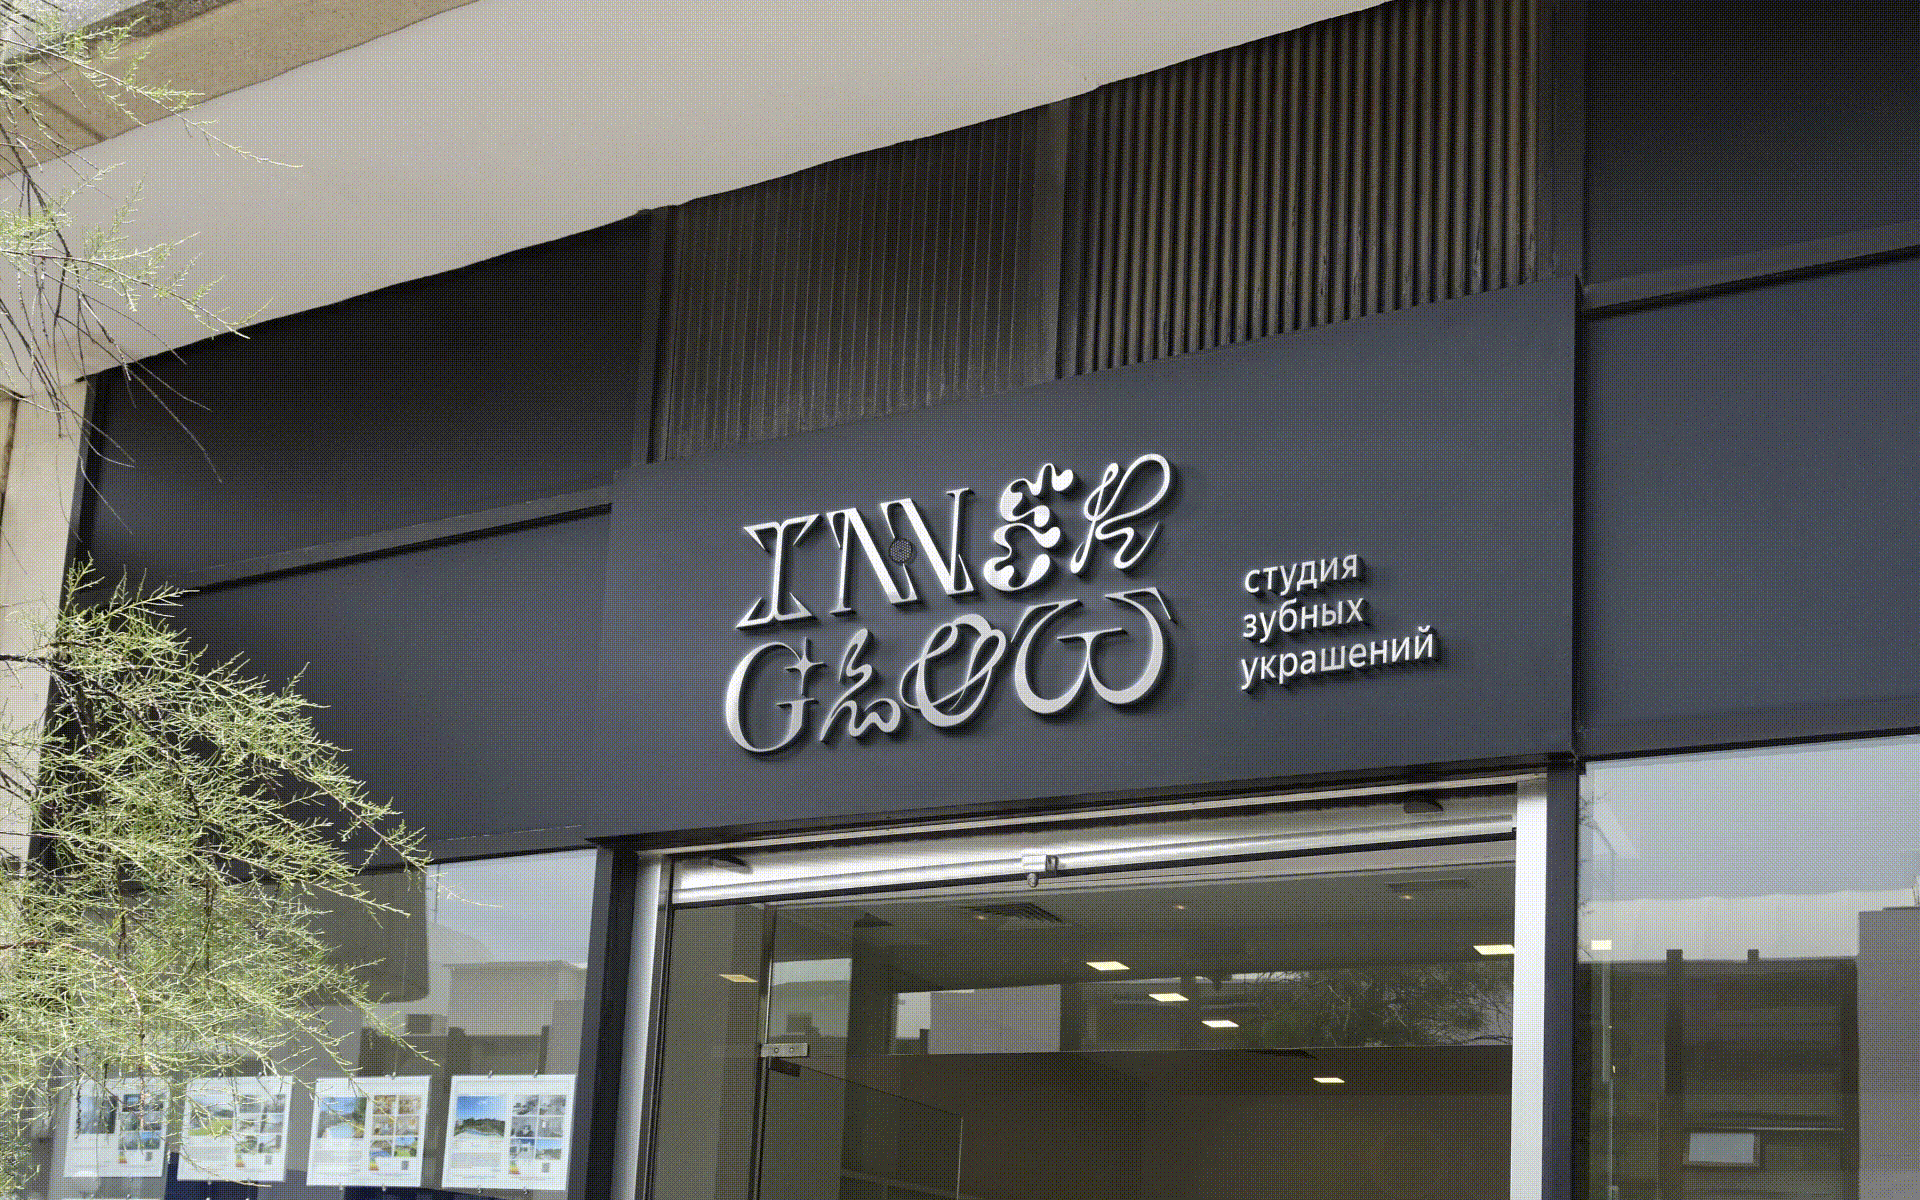 INNER
GLOW
студия
зубных
украшений